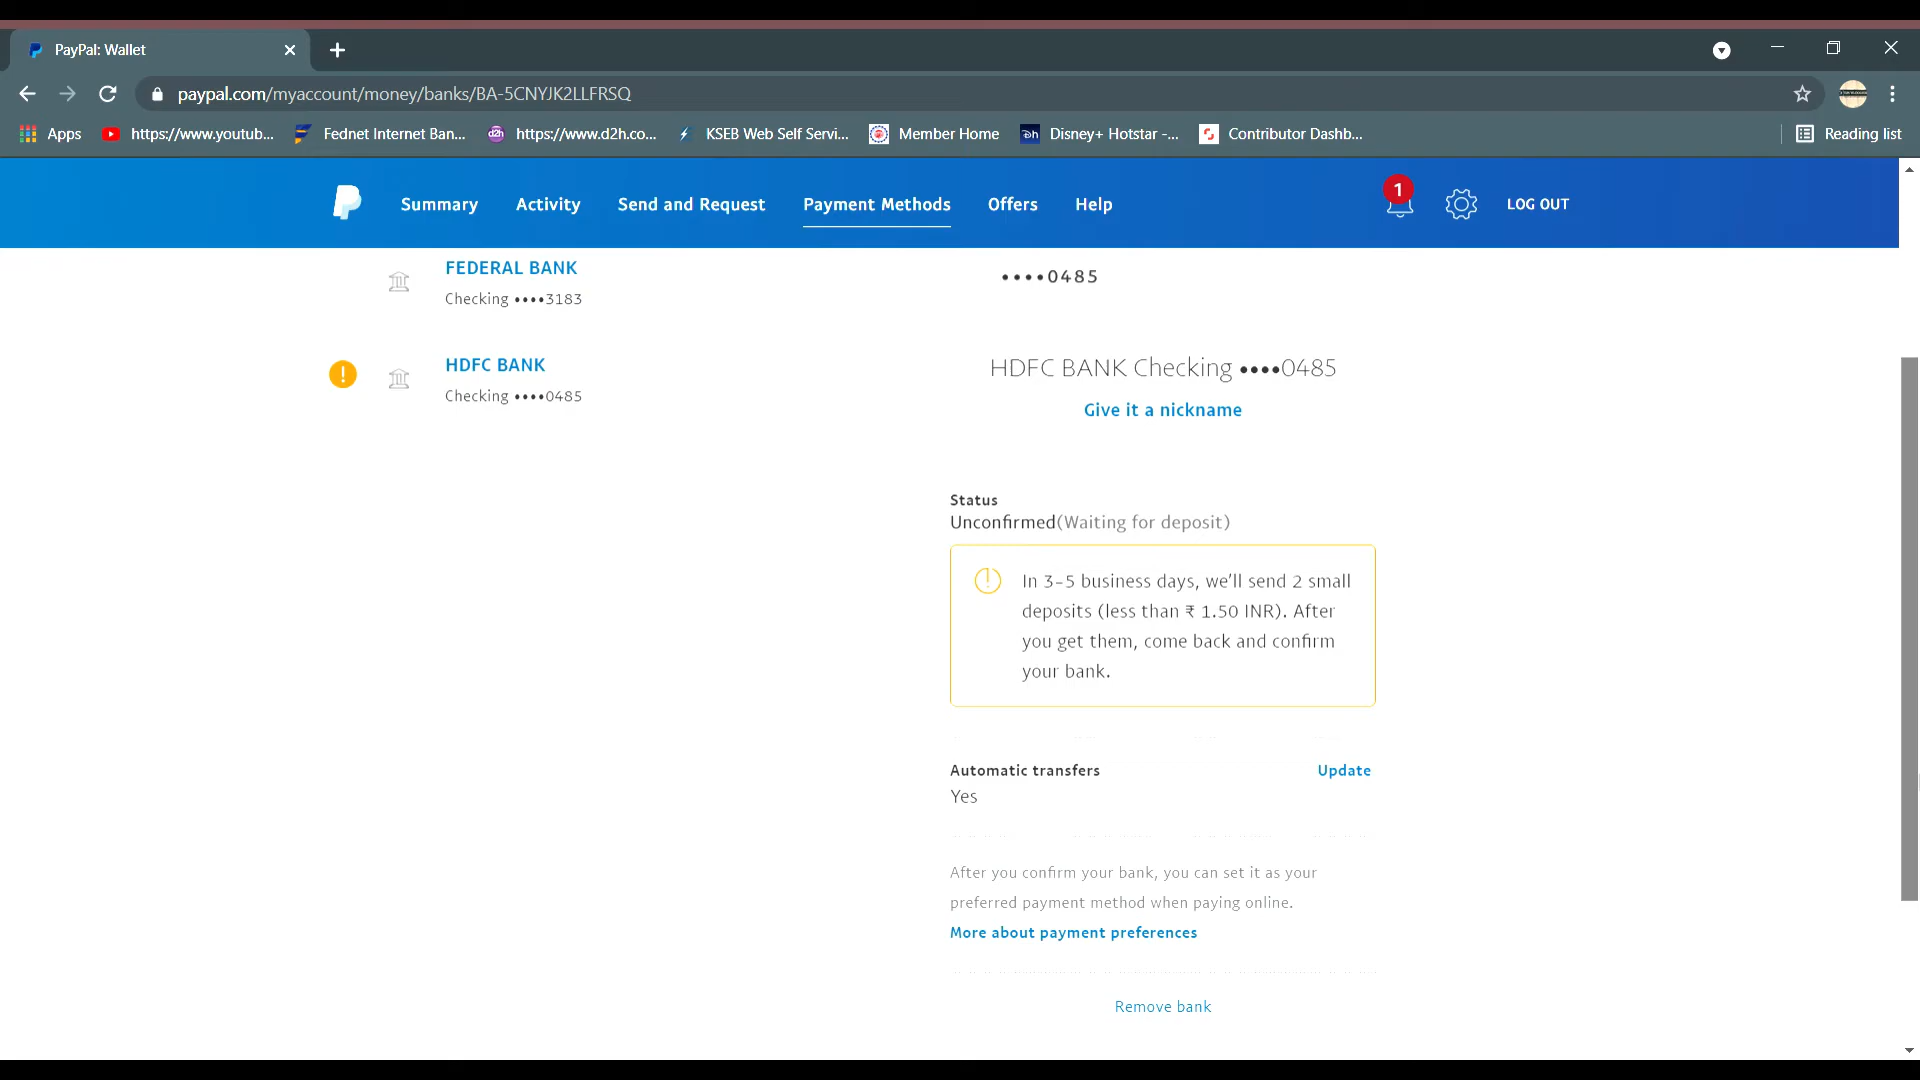 PayPal: Wallet
paypal.com/myaccount/money/banks/BA-5CNYJK2LLFRSQ
Apps https://www.youtub... Fednet Internet Ban... https://www.d2h.co... KSEB Web Self Servi... Member Home Disney+ Hotstar -... Contributor Dashb... Reading list
Summary Activity Send and Request Payment Methods Offers Help 1 LOG OUT
FEDERAL BANK
Checking ••••3183
HDFC BANK
Checking ••••0485
••••0485
HDFC BANK Checking ••••0485
Give it a nickname
Status
Unconfirmed(Waiting for deposit)
In 3-5 business days, we’ll send 2 small
deposits (less than ₹ 1.50 INR). After
you get them, come back and confirm
your bank.
Automatic transfers Update
Yes
After you confirm your bank, you can set it as your
preferred payment method when paying online.
More about payment preferences
Remove bank